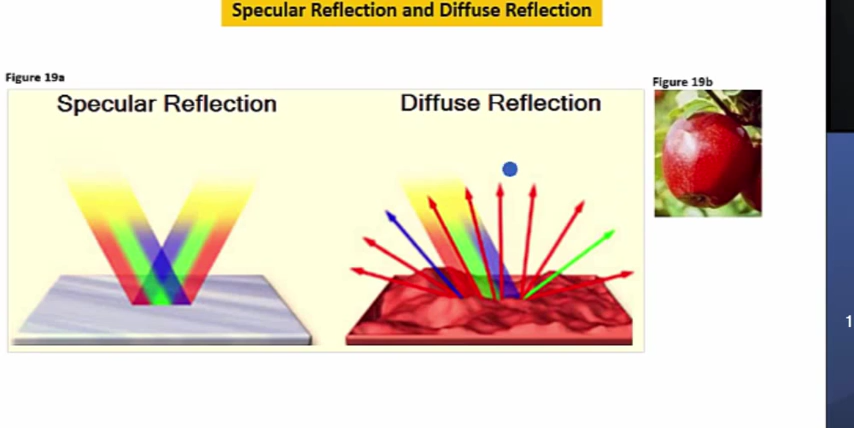 Specular Reflection and Diffuse Reflection
Figure 19a
Specular Reflection
Diffuse Reflection
Figure 19b
1